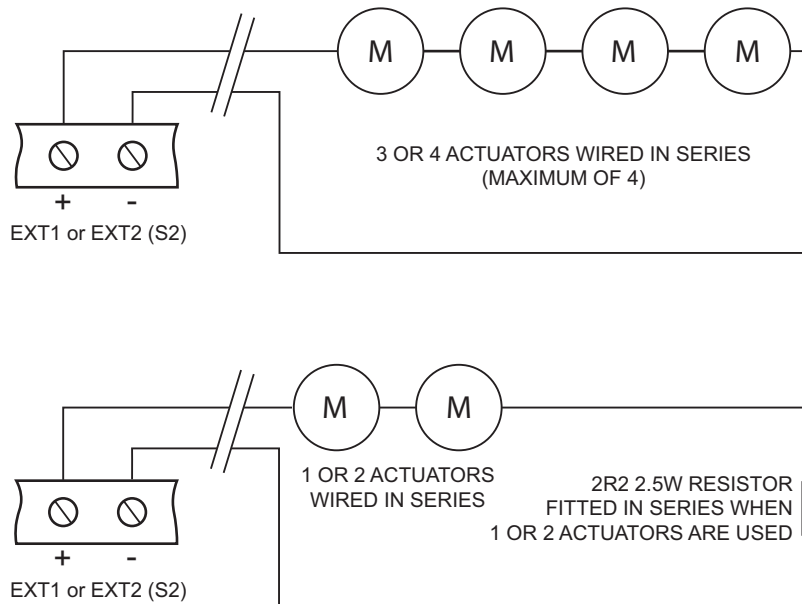 M M M M
3 OR 4 ACTUATORS WIRED IN SERIES
(MAXIMUM OF 4)
+ -
EXT1 or EXT2 (S2)
M M
1 OR 2 ACTUATORS
WIRED IN SERIES
2R2 2.5W RESISTOR
FITTED IN SERIES WHEN
1 OR 2 ACTUATORS ARE USED
+ -
EXT1 or EXT2 (S2)